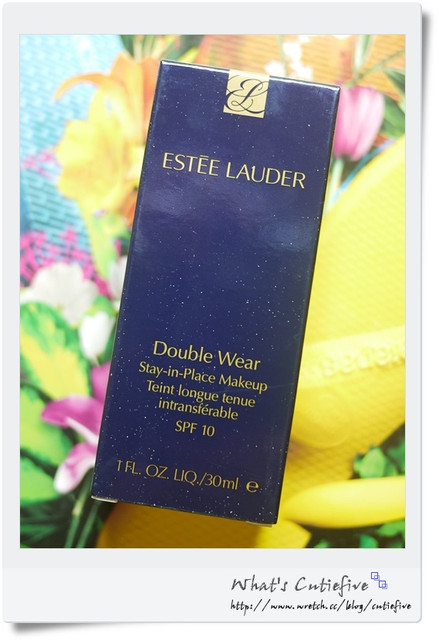 ESTĒE LAUDER
Double Wear
Stay-in-Place Makeup
Teint longue tenue
intransférable
SPF 10
1 FL. OZ. LIQ./30ml e
What's Cutiefive
http://www.wretch.cc/blog/cutiefive